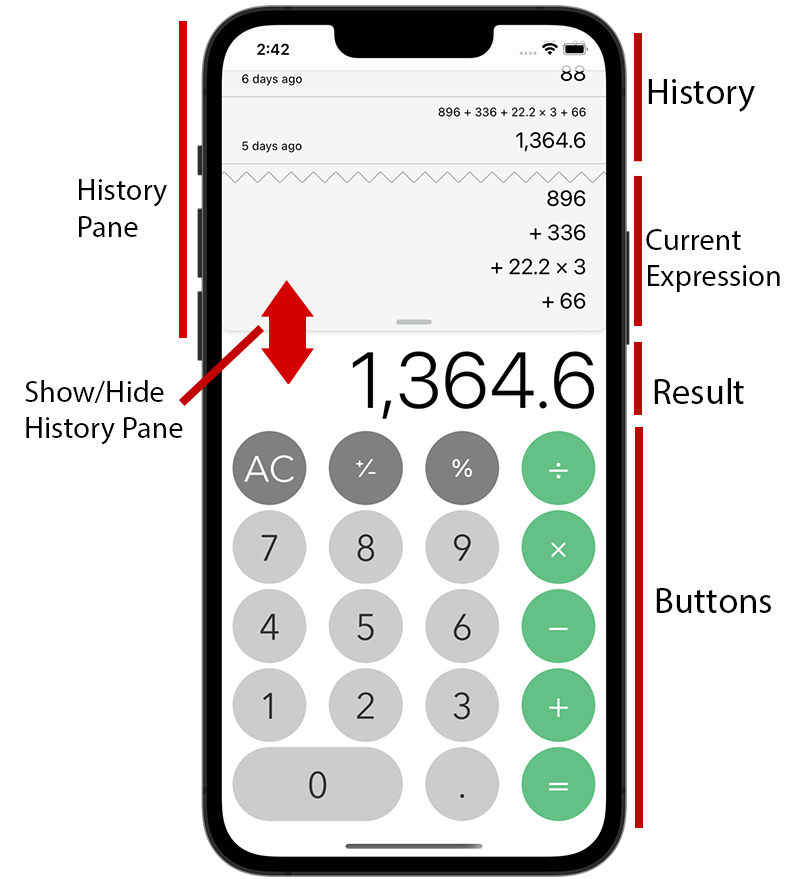 2:42
6 days ago
88
History
896 + 336 + 22.2 × 3 + 66
5 days ago
1,364.6
History
Pane
896
+ 336
+ 22.2 × 3
+ 66
Current
Expression
Show/Hide
History Pane
1,364.6
Result
AC
+/−
%
÷
7
8
9
×
4
5
6
−
Buttons
1
2
3
+
0
.
=